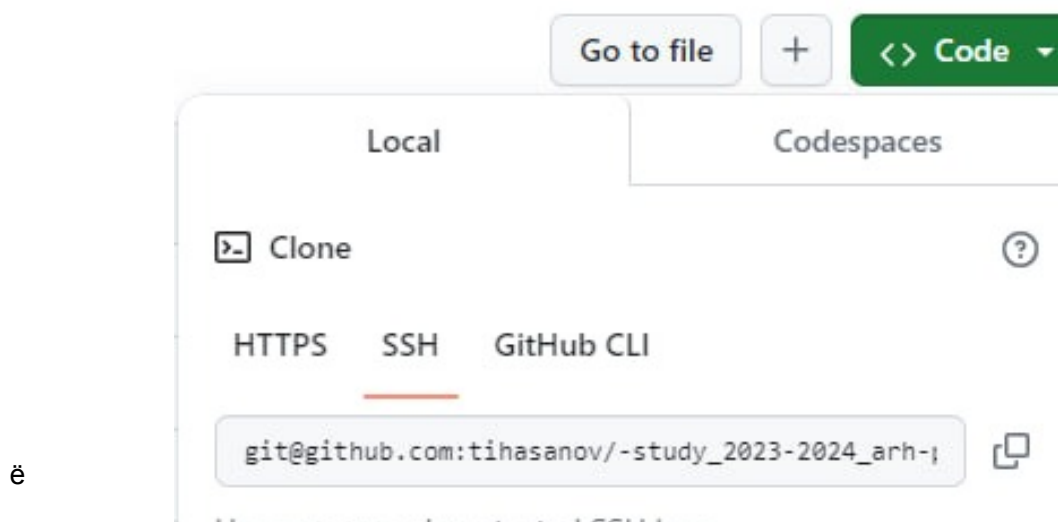 Go to file + Code
Local Codespaces
Clone
HTTPS SSH GitHub CLI
git@github.com:tihasanov/-study_2023-2024_arh-
ë